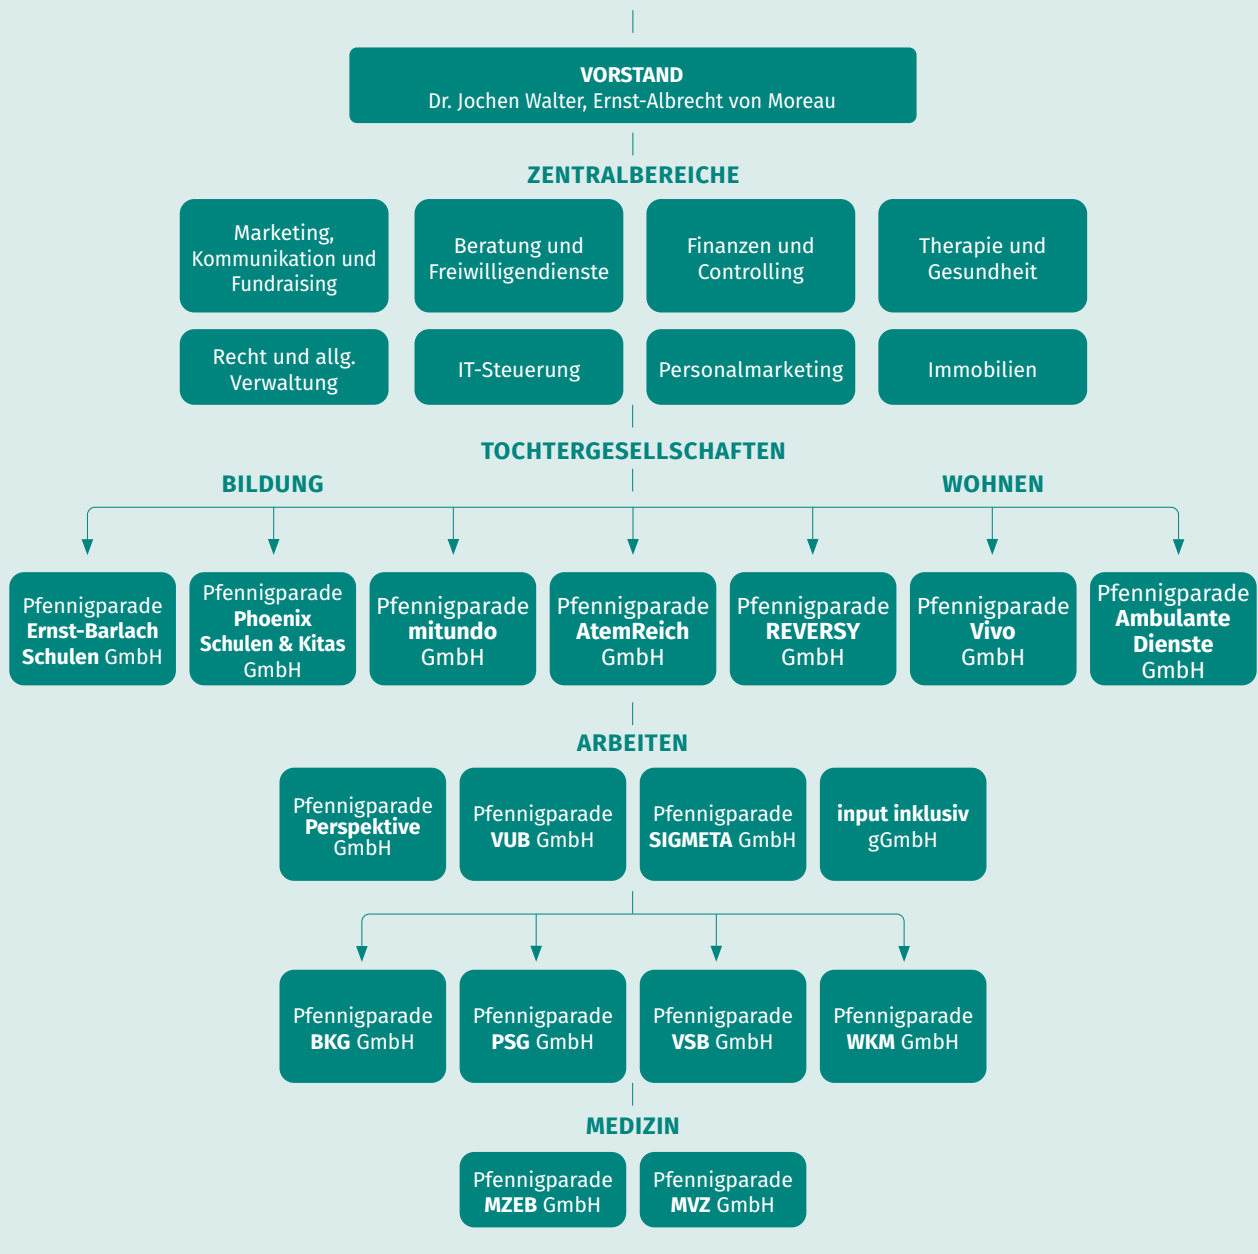 VORSTAND
Dr. Jochen Walter, Ernst-Albrecht von Moreau
ZENTRALBEREICHE
Marketing,
Kommunikation und
Fundraising
Beratung und
Freiwilligendienste
Finanzen und
Controlling
Therapie und
Gesundheit
Recht und allg.
Verwaltung
IT-Steuerung
Personalmarketing
Immobilien
TOCHTERGESELLSCHAFTEN
BILDUNG
WOHNEN
Pfennigparade
Ernst-Barlach
Schulen GmbH
Pfennigparade
Phoenix
Schulen & Kitas
GmbH
Pfennigparade
mitundo
GmbH
Pfennigparade
AtemReich
GmbH
Pfennigparade
REVERSY
GmbH
Pfennigparade
Vivo
GmbH
Pfennigparade
Ambulante
Dienste
GmbH
ARBEITEN
Pfennigparade
Perspektive
GmbH
Pfennigparade
VUB GmbH
Pfennigparade
SIGMETA GmbH
input inklusiv
gGmbH
Pfennigparade
BKG GmbH
Pfennigparade
PSG GmbH
Pfennigparade
VSB GmbH
Pfennigparade
WKM GmbH
MEDIZIN
Pfennigparade
MZEB GmbH
Pfennigparade
MVZ GmbH